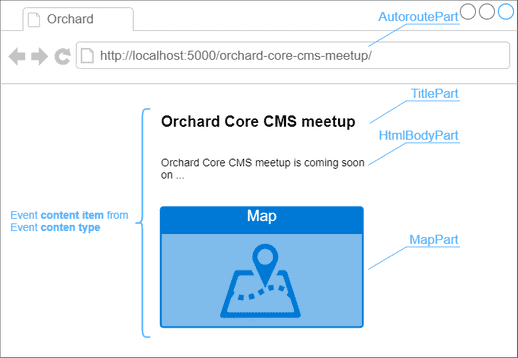 Orchard
AutoroutePart
http://localhost:5000/orchard-core-cms-meetup/
TitlePart
Orchard Core CMS meetup
HtmlBodyPart
Orchard Core CMS meetup is coming soon
on ...
Map
Event content item from
Event conten type
MapPart